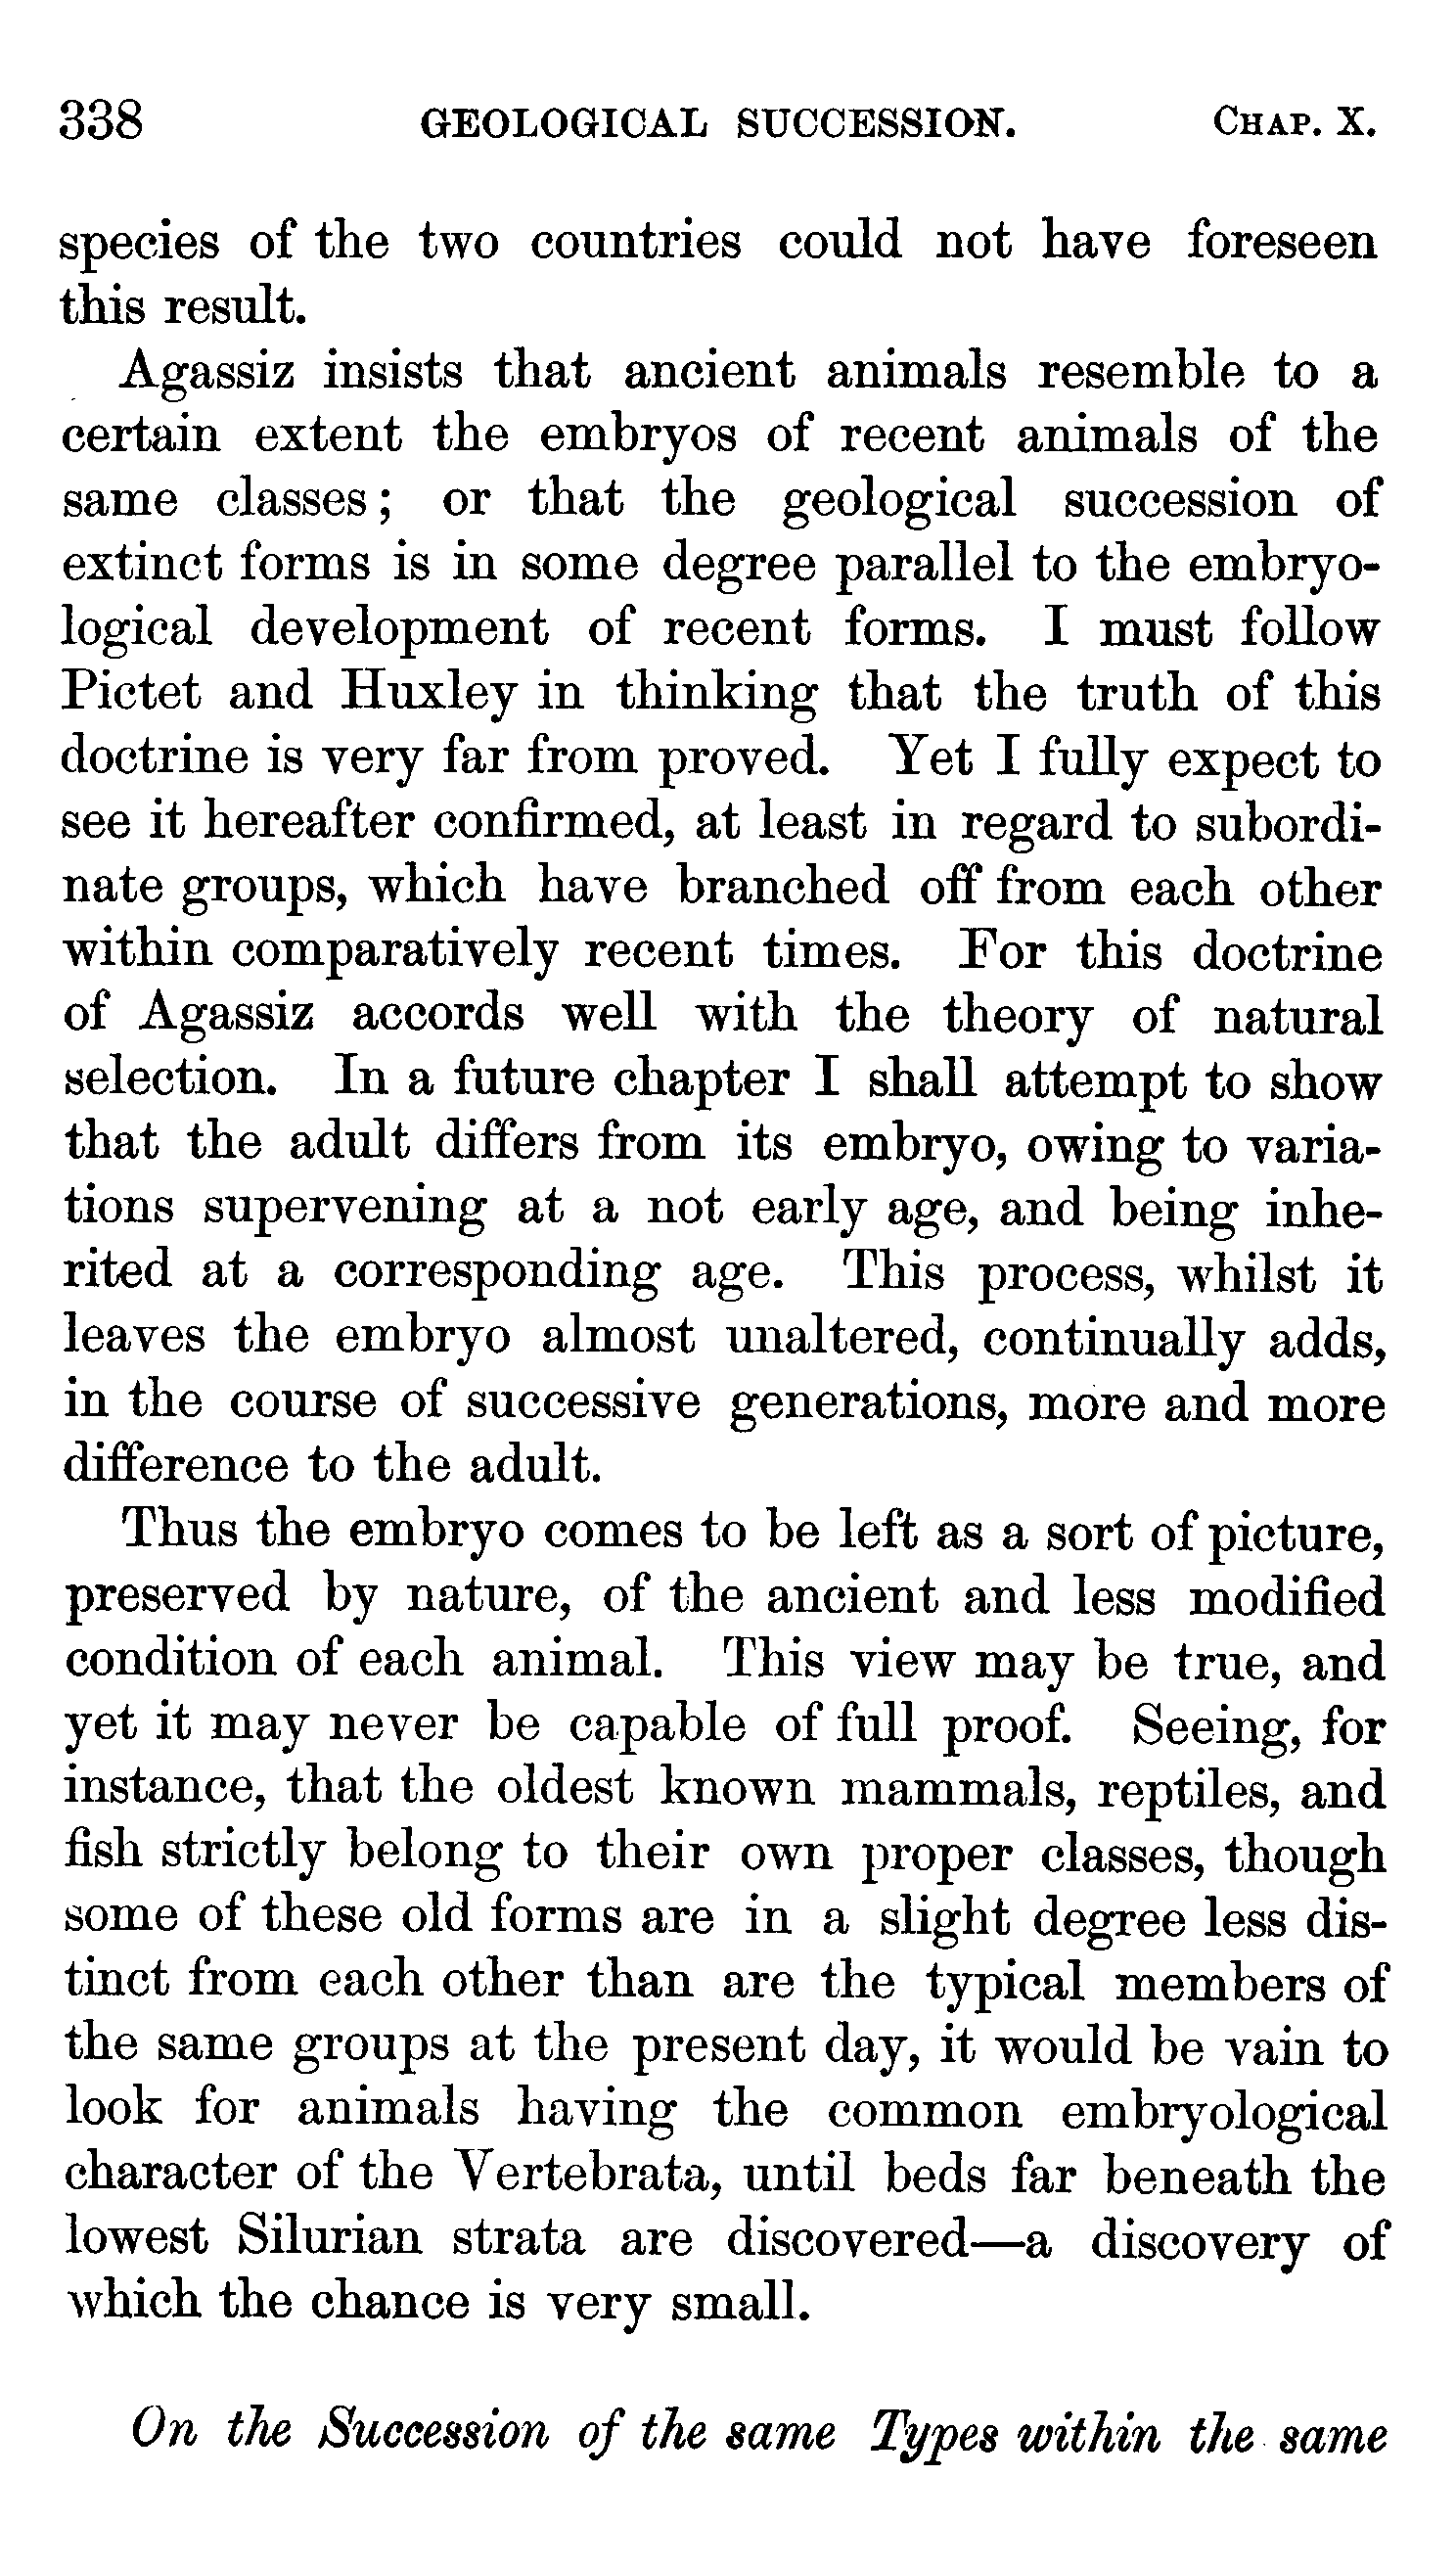 338 GEOLOGICAL SUCCESSION. CHAP. X.
species of the two countries could not have foreseen
this result.
Agassiz insists that ancient animals resemble to a
certain extent the embryos of recent animals of the
same classes; or that the geological succession of
extinct forms is in some degree parallel to the embryo-
logical development of recent forms. I must follow
Pictet and Huxley in thinking that the truth of this
doctrine is very far from proved. Yet I fully expect to
see it hereafter confirmed, at least in regard to subordi-
nate groups, which have branched off from each other
within comparatively recent times. For this doctrine
of Agassiz accords well with the theory of natural
selection. In a future chapter I shall attempt to show
that the adult differs from its embryo, owing to varia-
tions supervening at a not early age, and being inhe-
rited at a corresponding age. This process, whilst it
leaves the embryo almost unaltered, continually adds,
in the course of successive generations, more and more
difference to the adult.
Thus the embryo comes to be left as a sort of picture,
preserved by nature, of the ancient and less modified
condition of each animal. This view may be true, and
yet it may never be capable of full proof. Seeing, for
instance, that the oldest known mammals, reptiles, and
fish strictly belong to their own proper classes, though
some of these old forms are in a slight degree less dis-
tinct from each other than are the typical members of
the same groups at the present day, it would be vain to
look for animals having the common embryological
character of the Vertebrata, until beds far beneath the
lowest Silurian strata are discovered—a discovery of
which the chance is very small.
On the Succession of the same Types within the same